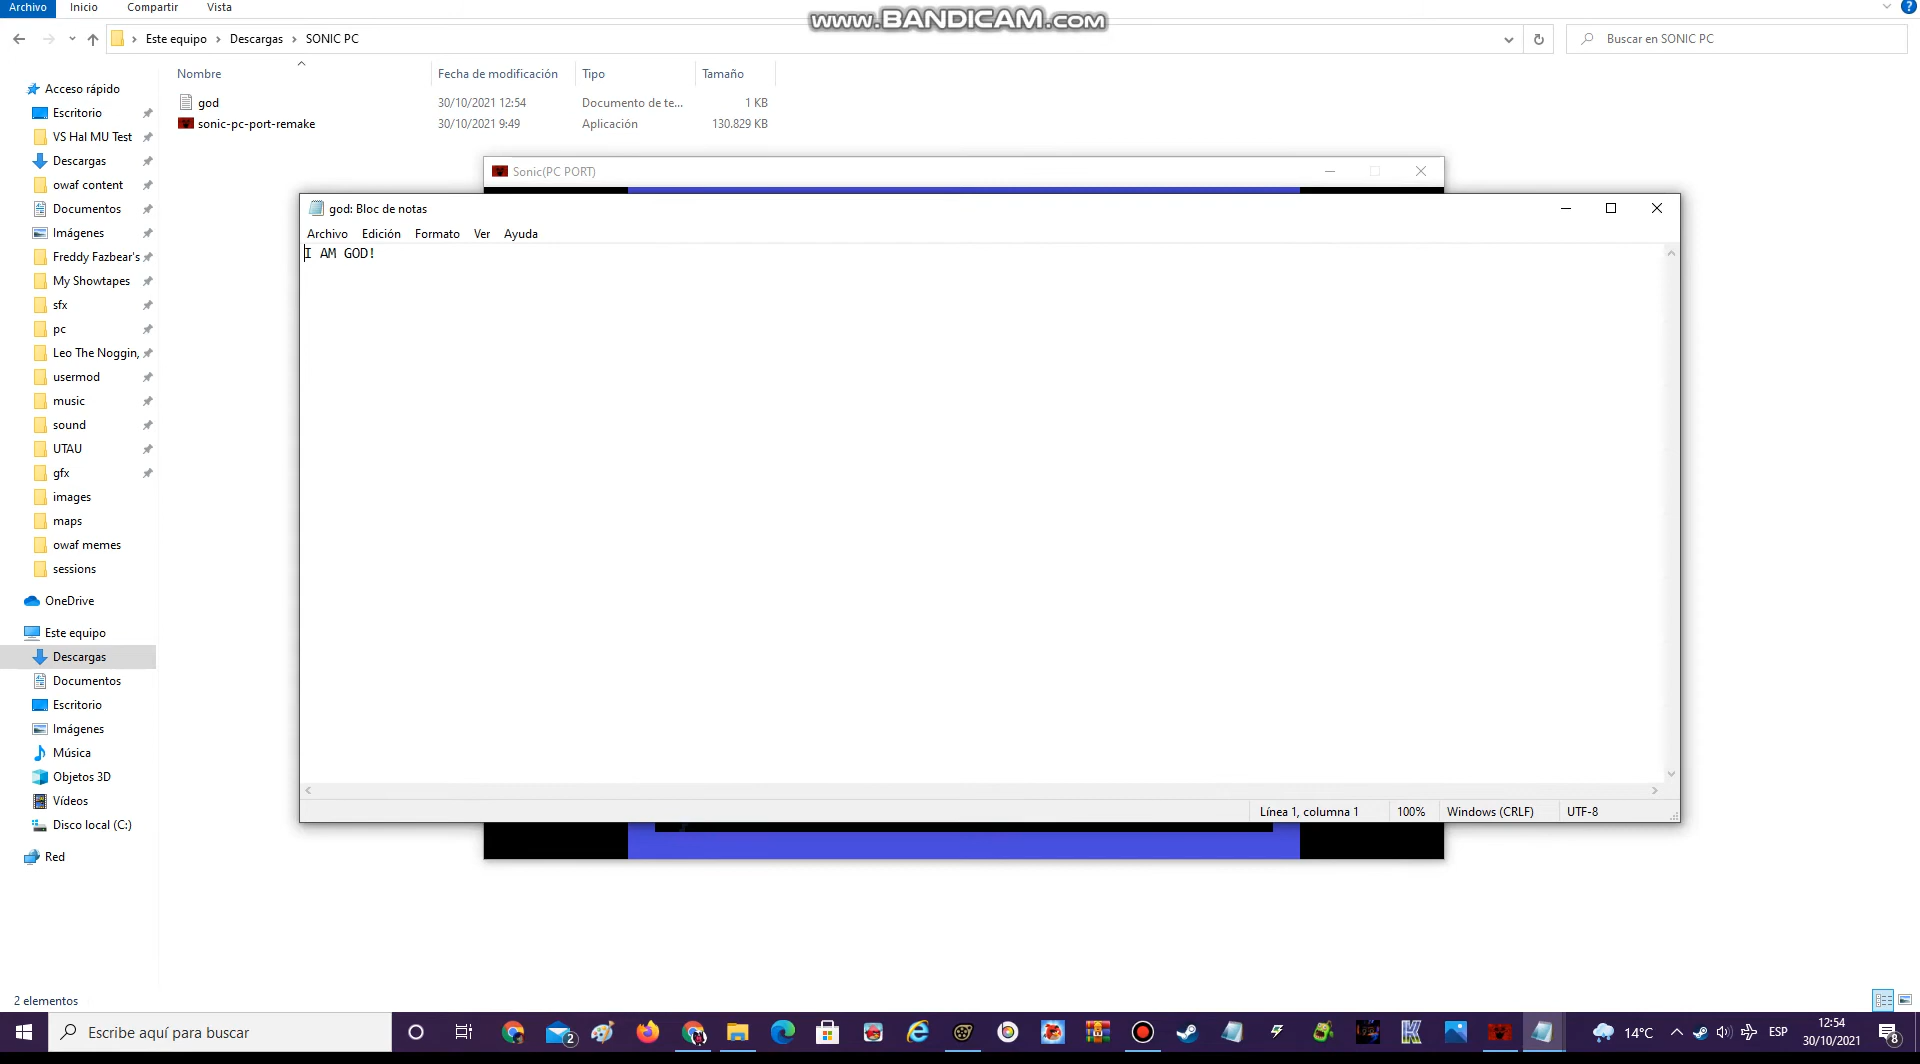 Archivo Inicio Compartir Vista
www.BANDICAM.com
Este equipo > Descargas > SONIC PC
Buscar en SONIC PC
Nombre Fecha de modificación Tipo Tamaño
god 30/10/2021 12:54 Documento de te... 1 KB
sonic-pc-port-remake 30/10/2021 9:49 Aplicación 130.829 KB
Acceso rápido
Escritorio
VS Hal MU Test
Descargas
owaf content
Documentos
Imágenes
Freddy Fazbear's
My Showtapes
sfx
pc
Leo The Noggin,
usermod
music
sound
UTAU
gfx
images
maps
owaf memes
sessions
OneDrive
Este equipo
Descargas
Documentos
Escritorio
Imágenes
Música
Objetos 3D
Vídeos
Disco local (C:)
Red
Sonic(PC PORT)
god: Bloc de notas
Archivo Edición Formato Ver Ayuda
I AM GOD!
Línea 1, columna 1 100% Windows (CRLF) UTF-8
2 elementos
Escribe aquí para buscar
2
14°C
ESP
12:54
30/10/2021
8